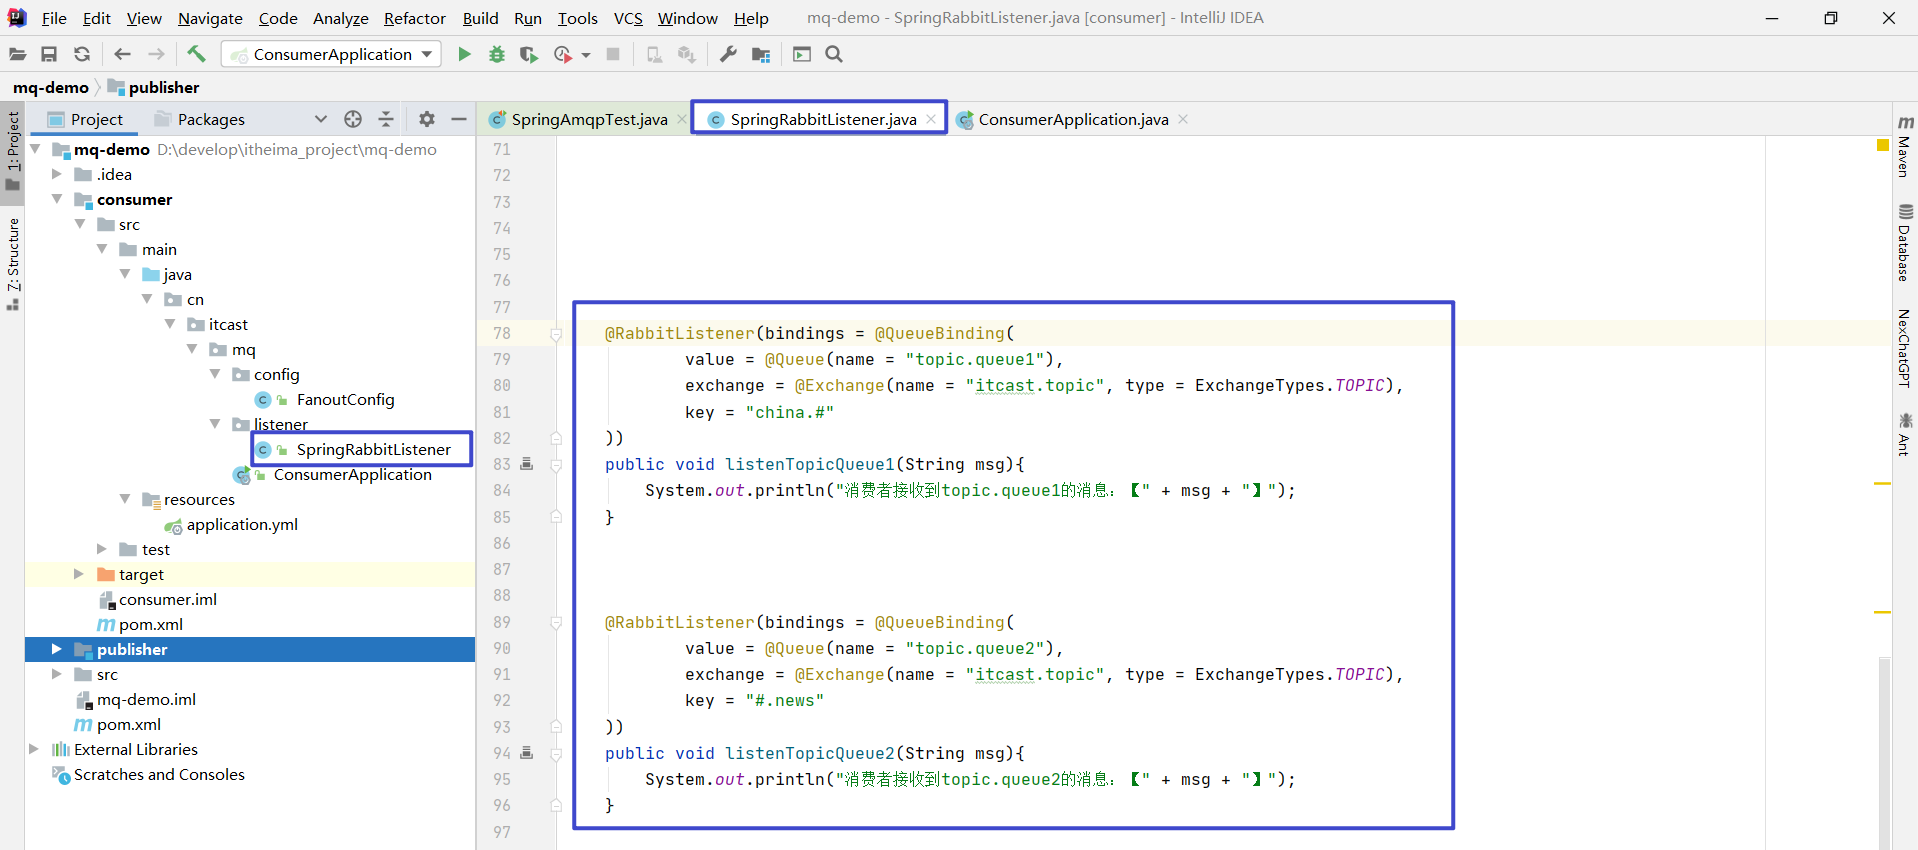 File Edit View Navigate Code Analyze Refactor Build Run Tools VCS Window Help mq-demo - SpringRabbitListener.java [consumer] - IntelliJ IDEA
ConsumerApplication
mq-demo publisher
1: Project
7: Structure
Project Packages
mq-demo D:\develop\itheima_project\mq-demo
.idea
consumer
src
main
java
cn
itcast
mq
config
FanoutConfig
listener
SpringRabbitListener
ConsumerApplication
resources
application.yml
test
target
consumer.iml
pom.xml
publisher
src
mq-demo.iml
pom.xml
External Libraries
Scratches and Consoles
SpringAmqpTest.java SpringRabbitListener.java ConsumerApplication.java
71
72
73
74
75
76
77
78 @RabbitListener(bindings = @QueueBinding(
79 value = @Queue(name = "topic.queue1"),
80 exchange = @Exchange(name = "itcast.topic", type = ExchangeTypes.TOPIC),
81 key = "china.#"
82 ))
83 public void listenTopicQueue1(String msg){
84 System.out.println("消费者接收到topic.queue1的消息：【" + msg + "】");
85 }
86
87
88
89 @RabbitListener(bindings = @QueueBinding(
90 value = @Queue(name = "topic.queue2"),
91 exchange = @Exchange(name = "itcast.topic", type = ExchangeTypes.TOPIC),
92 key = "#.news"
93 ))
94 public void listenTopicQueue2(String msg){
95 System.out.println("消费者接收到topic.queue2的消息：【" + msg + "】");
96 }
97
m Maven
Database
NexChatGPT
Ant